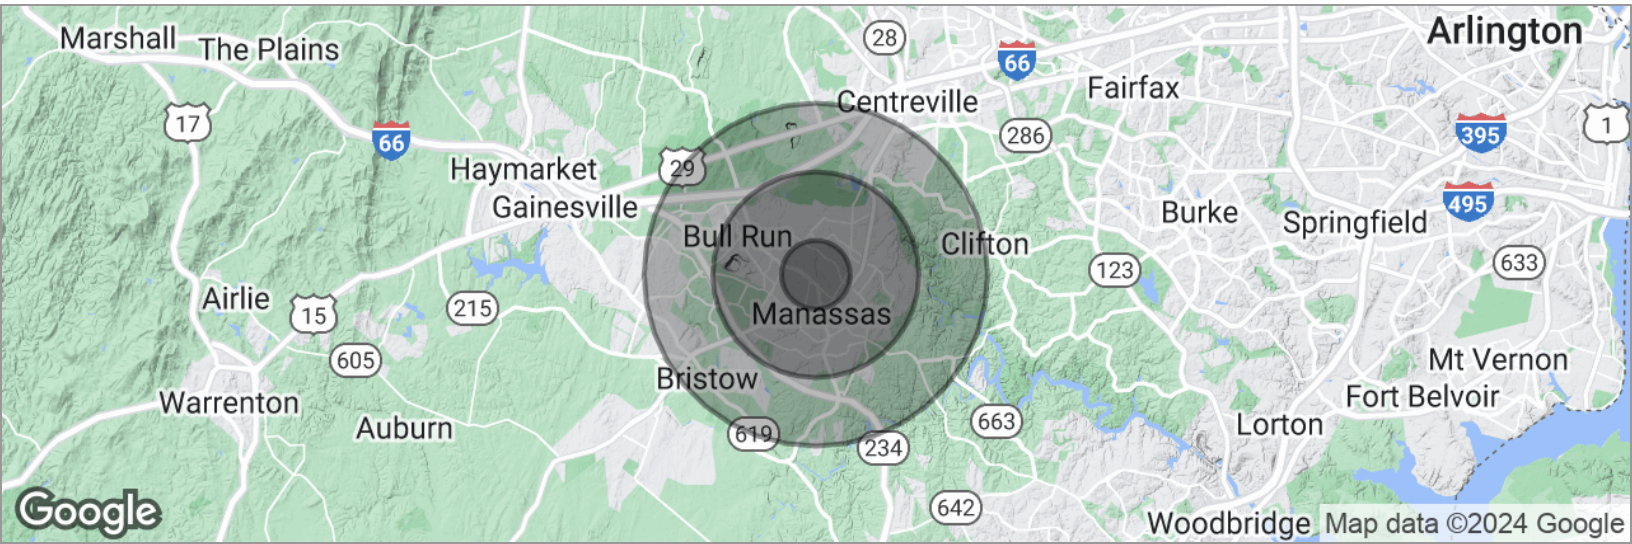 Arlington
Marshall
The Plains
28
66
Fairfax
Centreville
17
66
286
395
1
Haymarket
29
Gainesville
495
Burke
Springfield
Bull Run
Clifton
123
633
Airlie
15
215
Manassas
605
Mt Vernon
Bristow
Fort Belvoir
Warrenton
Auburn
619
234
663
Lorton
642
Google
Woodbridge
Map data ©2024 Google